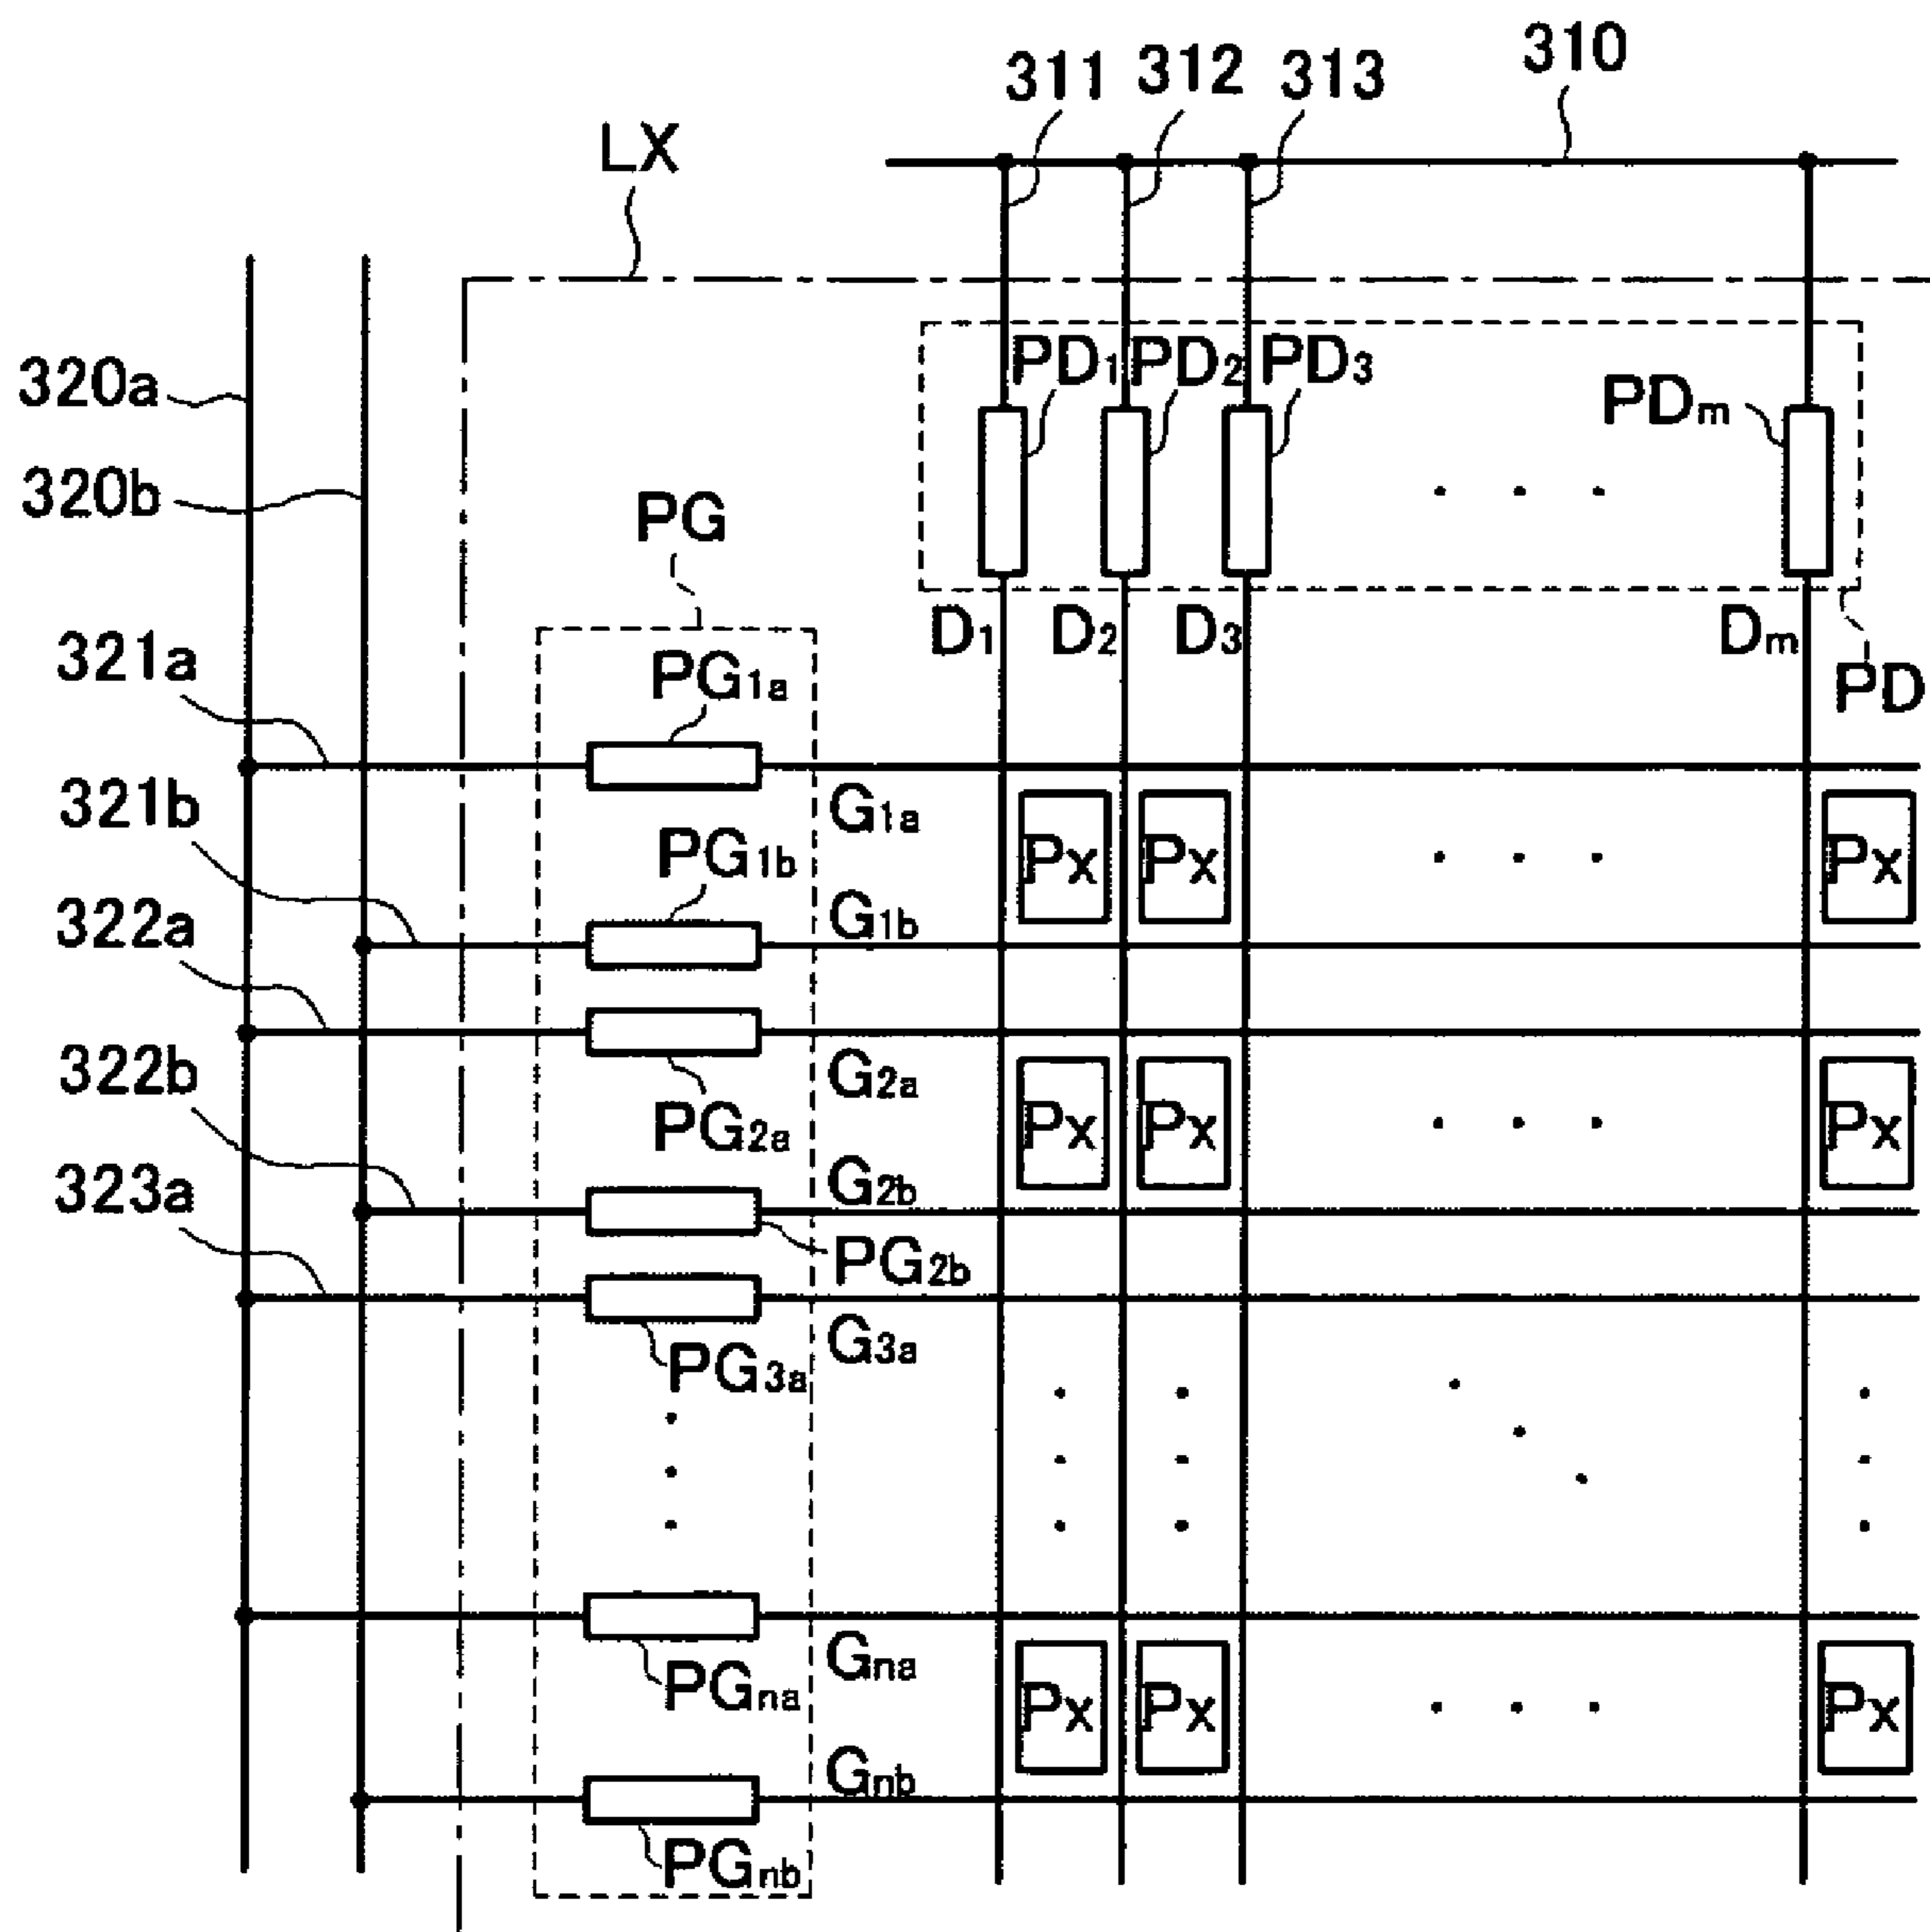 311 312 313 310
LX
PD1 PD2 PD3
320a
PDm
320b
PG
D1 D2 D3 Dm
321a
PG1a
PD
321b
G1a
PG1b
Px Px Px
322a
G1b
322b
G2a
PG2a
Px Px Px
323a
G2b
PG2b
PG3a
G3a
Gna
PGna
Px Px Px
Gnb
PGnb